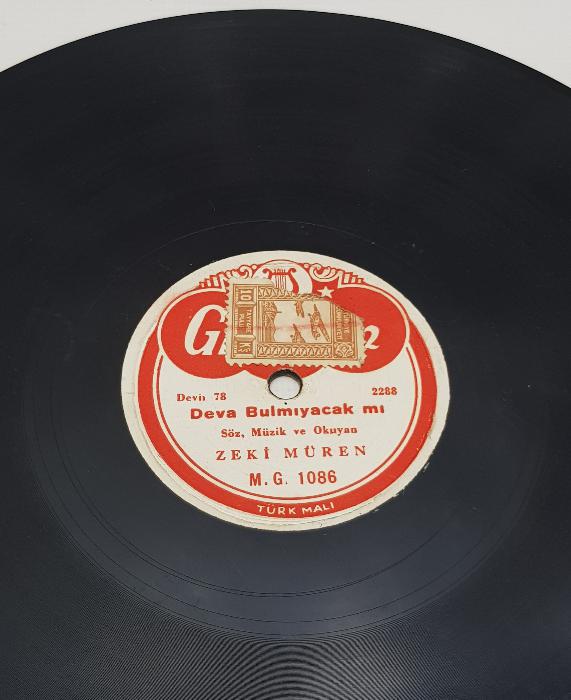 Devir 78
2288
Deva Bulmıyacak mı
Söz, Müzik ve Okuyan
ZEKİ MÜREN
M. G. 1086
TÜRK MALI